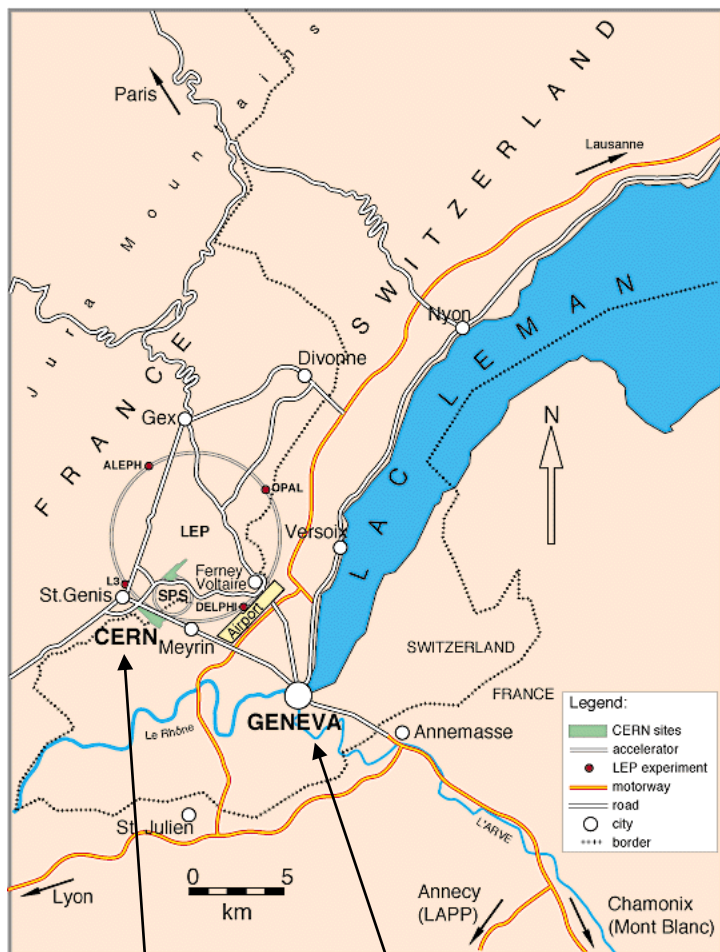 Paris
Jura Mountains
SWITZERLAND
Lausanne
FRANCE
LAC LEMAN
Nyon
Divonne
Gex
N
ALEPH
OPAL
LEP
Versoix
L3
Ferney
Voltaire
St.Genis
SPS
DELPHI
Airport
CERN
Meyrin
SWITZERLAND
FRANCE
GENEVA
Le Rhône
Annemasse
St. Julien
L'ARVE
Lyon
0 5
km
Annecy
(LAPP)
Chamonix
(Mont Blanc)
Legend:
CERN sites
accelerator
LEP experiment
motorway
road
city
border